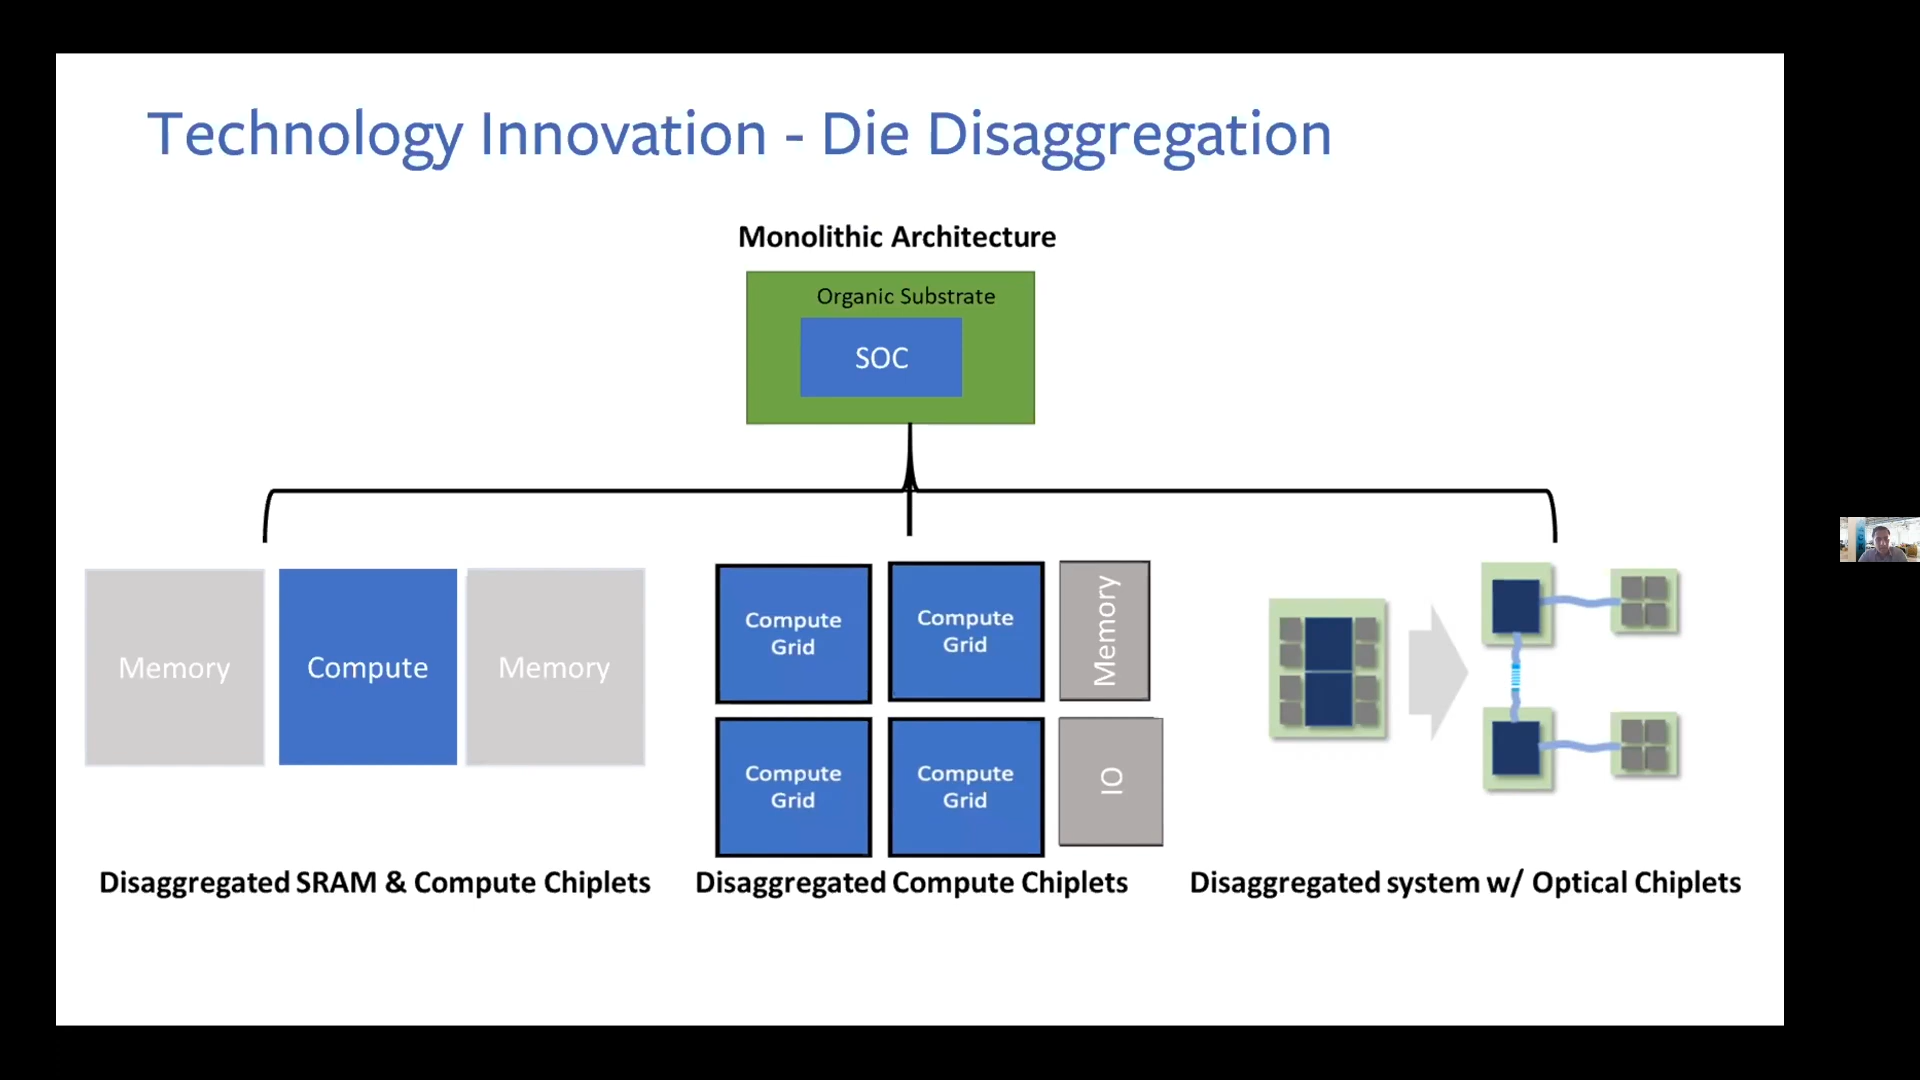 Technology Innovation - Die Disaggregation
Monolithic Architecture
Organic Substrate
SOC
Memory
Compute
Memory
Compute
Grid
Compute
Grid
Memory
Compute
Grid
Compute
Grid
IO
Disaggregated SRAM & Compute Chiplets
Disaggregated Compute Chiplets
Disaggregated system w/ Optical Chiplets